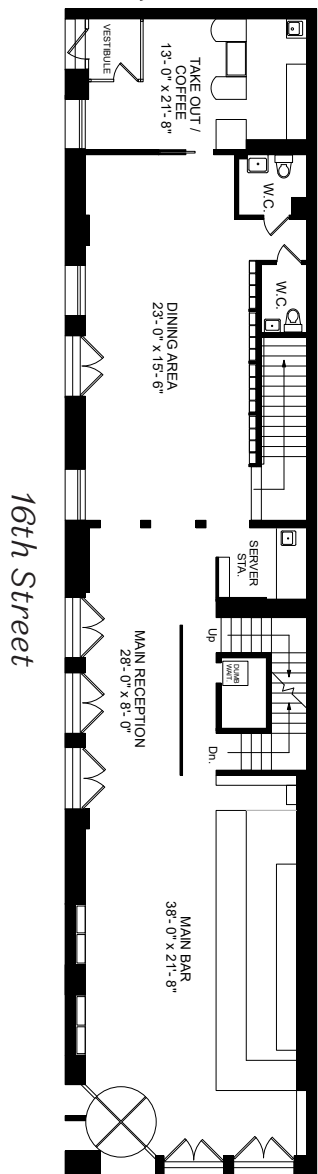 VESTIBULE
TAKE OUT /
COFFEE
13'- 0" x 21'- 8"
W.C.
W.C.
DINING AREA
23'- 0" x 15'- 6"
SERVER
STA.
Up
DUMB
WAIT.
Dn.
MAIN RECEPTION
28'- 0" x 8'- 0"
MAIN BAR
38'- 0" x 21'- 8"
16th Street